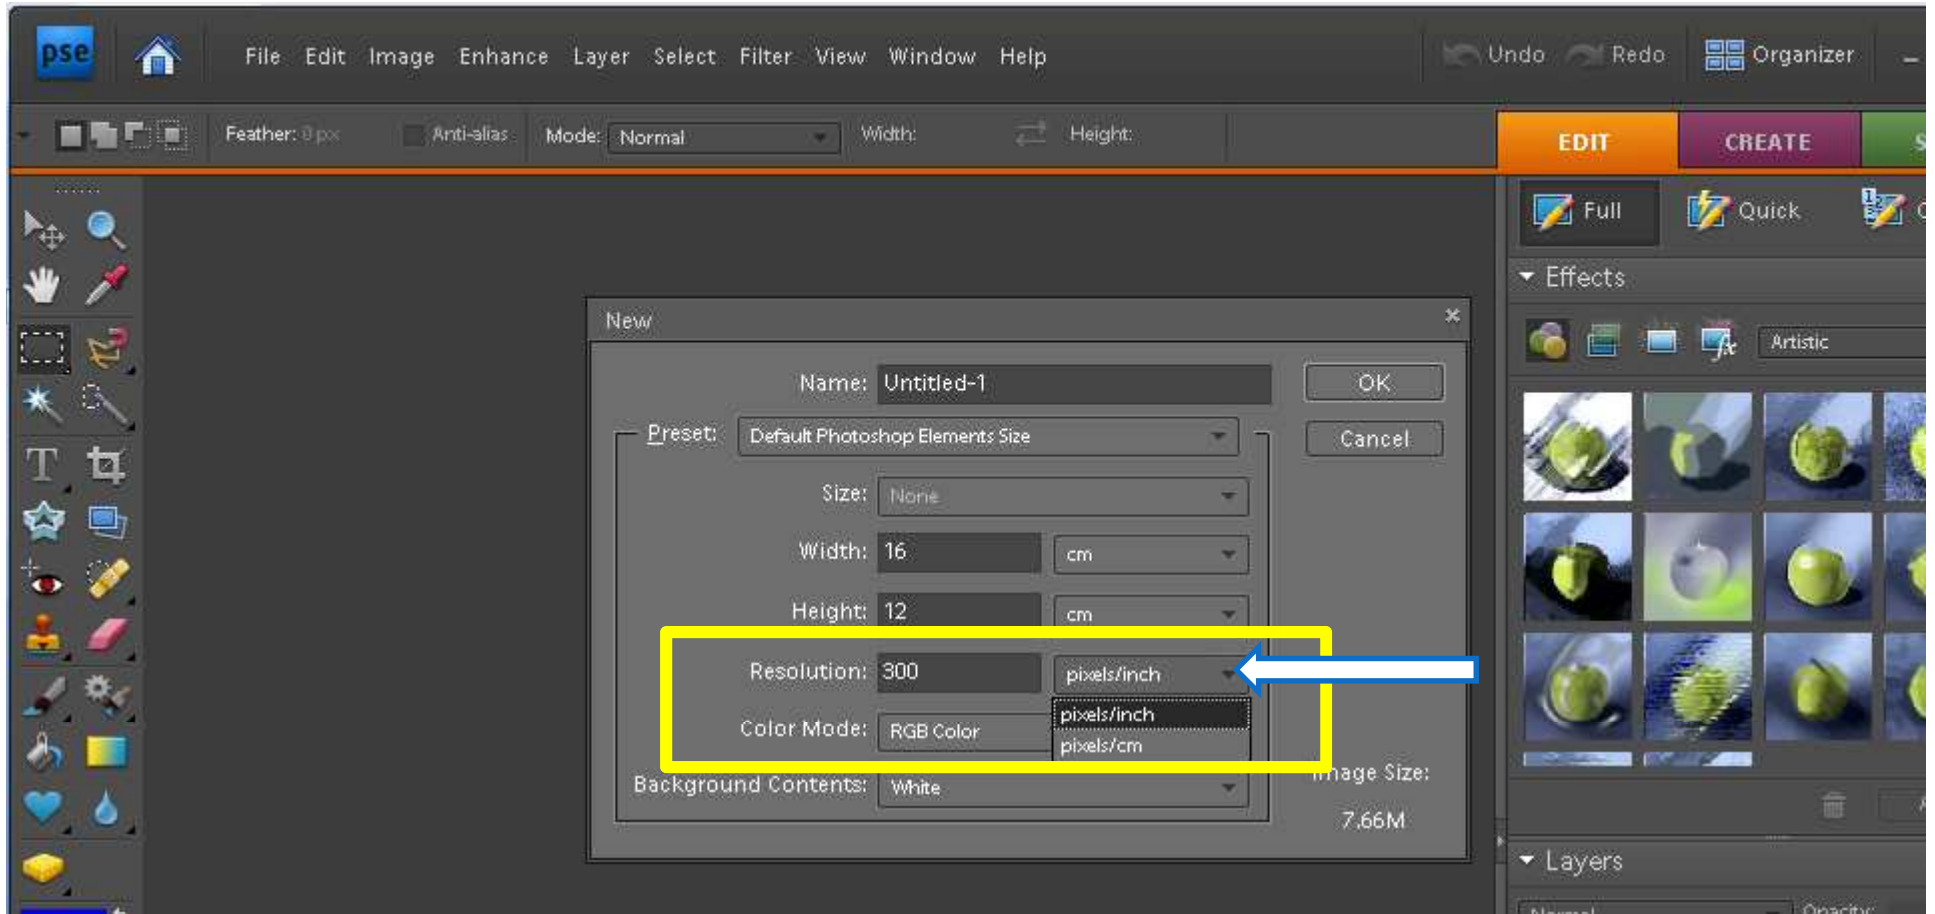 pse File Edit Image Enhance Layer Select Filter View Window Help Undo Redo Organizer
Feather: 0 px Anti-alias Mode: Normal Width: Height: EDIT CREATE S
Full Quick
Effects
Artistic
New
Name: Untitled-1 OK
Preset: Default Photoshop Elements Size Cancel
Size: None
Width: 16 cm
Height: 12 cm
Resolution: 300 pixels/inch
pixels/inch
pixels/cm
Color Mode: RGB Color
Background Contents: White
Image Size:
7.66M
Layers
Normal Opacity: